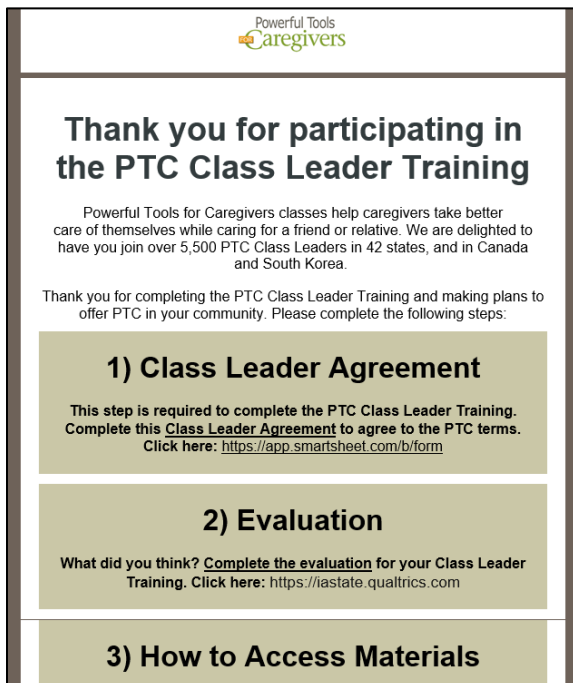 Powerful Tools
FOR Caregivers
Thank you for participating in
the PTC Class Leader Training
Powerful Tools for Caregivers classes help caregivers take better
care of themselves while caring for a friend or relative. We are delighted to
have you join over 5,500 PTC Class Leaders in 42 states, and in Canada
and South Korea.
Thank you for completing the PTC Class Leader Training and making plans to
offer PTC in your community. Please complete the following steps:
1) Class Leader Agreement
This step is required to complete the PTC Class Leader Training.
Complete this Class Leader Agreement to agree to the PTC terms.
Click here: https://app.smartsheet.com/b/form
2) Evaluation
What did you think? Complete the evaluation for your Class Leader
Training. Click here: https://iastate.qualtrics.com
3) How to Access Materials